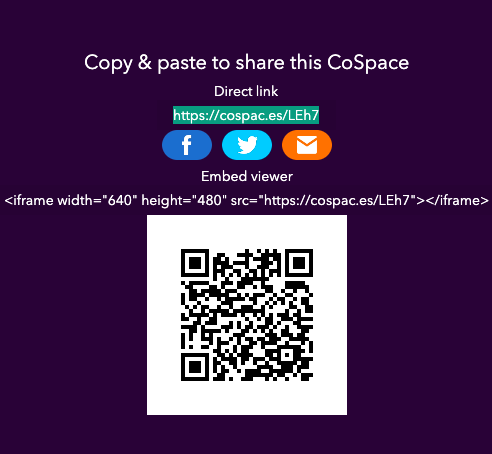 Copy & paste to share this CoSpace
Direct link
https://cospac.es/LEh7
Embed viewer
<iframe width="640" height="480" src="https://cospac.es/LEh7"></iframe>